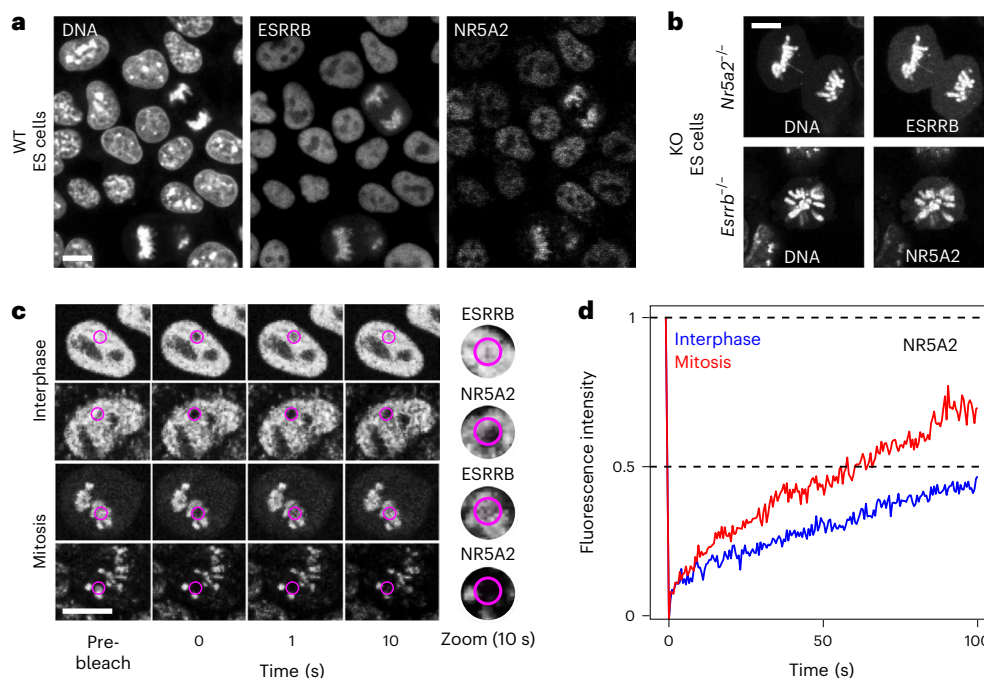 a
DNA
ESRRB
NR5A2
WT
ES cells
b
KO
ES cells
Nr5a2−/−
DNA
ESRRB
Esrrb−/−
DNA
NR5A2
c
Interphase
Mitosis
ESRRB
NR5A2
ESRRB
NR5A2
Pre-
bleach
0
1
10
Zoom (10 s)
Time (s)
d
Fluorescence intensity
1
0.5
0
Interphase
Mitosis
NR5A2
0
50
100
Time (s)